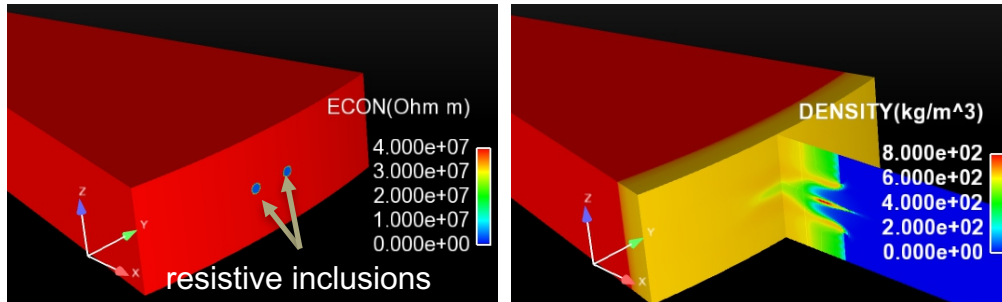 ECON(Ohm m)
4.000e+07
3.000e+07
2.000e+07
1.000e+07
0.000e+00
Z
Y
X
resistive inclusions
DENSITY(kg/m^3)
8.000e+02
6.000e+02
4.000e+02
2.000e+02
0.000e+00
Z
Y
X